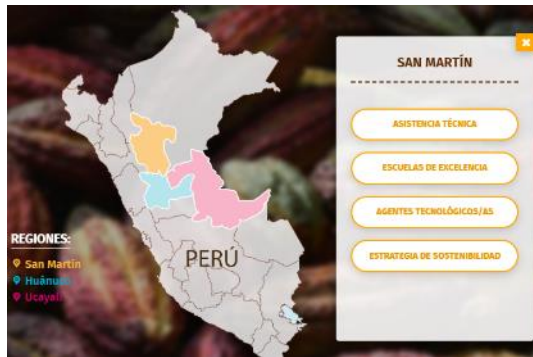 SAN MARTÍN
ASISTENCIA TÉCNICA
ESCUELAS DE EXCELENCIA
AGENTES TECNOLÓGICOS/AS
ESTRATEGIA DE SOSTENIBILIDAD
REGIONES:
San Martín
Huánuco
Ucayali
PERÚ